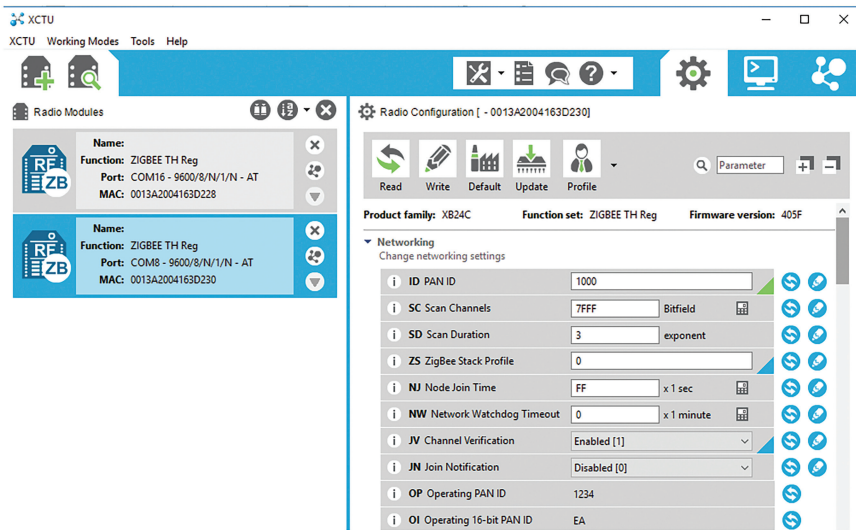 XCTU
XCTU Working Modes Tools Help
Radio Modules
Name:
Function: ZIGBEE TH Reg
Port: COM16 - 9600/8/N/1/N - AT
MAC: 0013A2004163D228
RF
ZB
Name:
Function: ZIGBEE TH Reg
Port: COM8 - 9600/8/N/1/N - AT
MAC: 0013A2004163D230
RF
ZB
Radio Configuration [ - 0013A2004163D230]
Read Write Default Update Profile
Parameter
Product family: XB24C Function set: ZIGBEE TH Reg Firmware version: 405F
Networking
Change networking settings
i ID PAN ID 1000
i SC Scan Channels 7FFF Bitfield
i SD Scan Duration 3 exponent
i ZS ZigBee Stack Profile 0
i NJ Node Join Time FF x 1 sec
i NW Network Watchdog Timeout 0 x 1 minute
i JV Channel Verification Enabled [1]
i JN Join Notification Disabled [0]
i OP Operating PAN ID 1234
i OI Operating 16-bit PAN ID EA